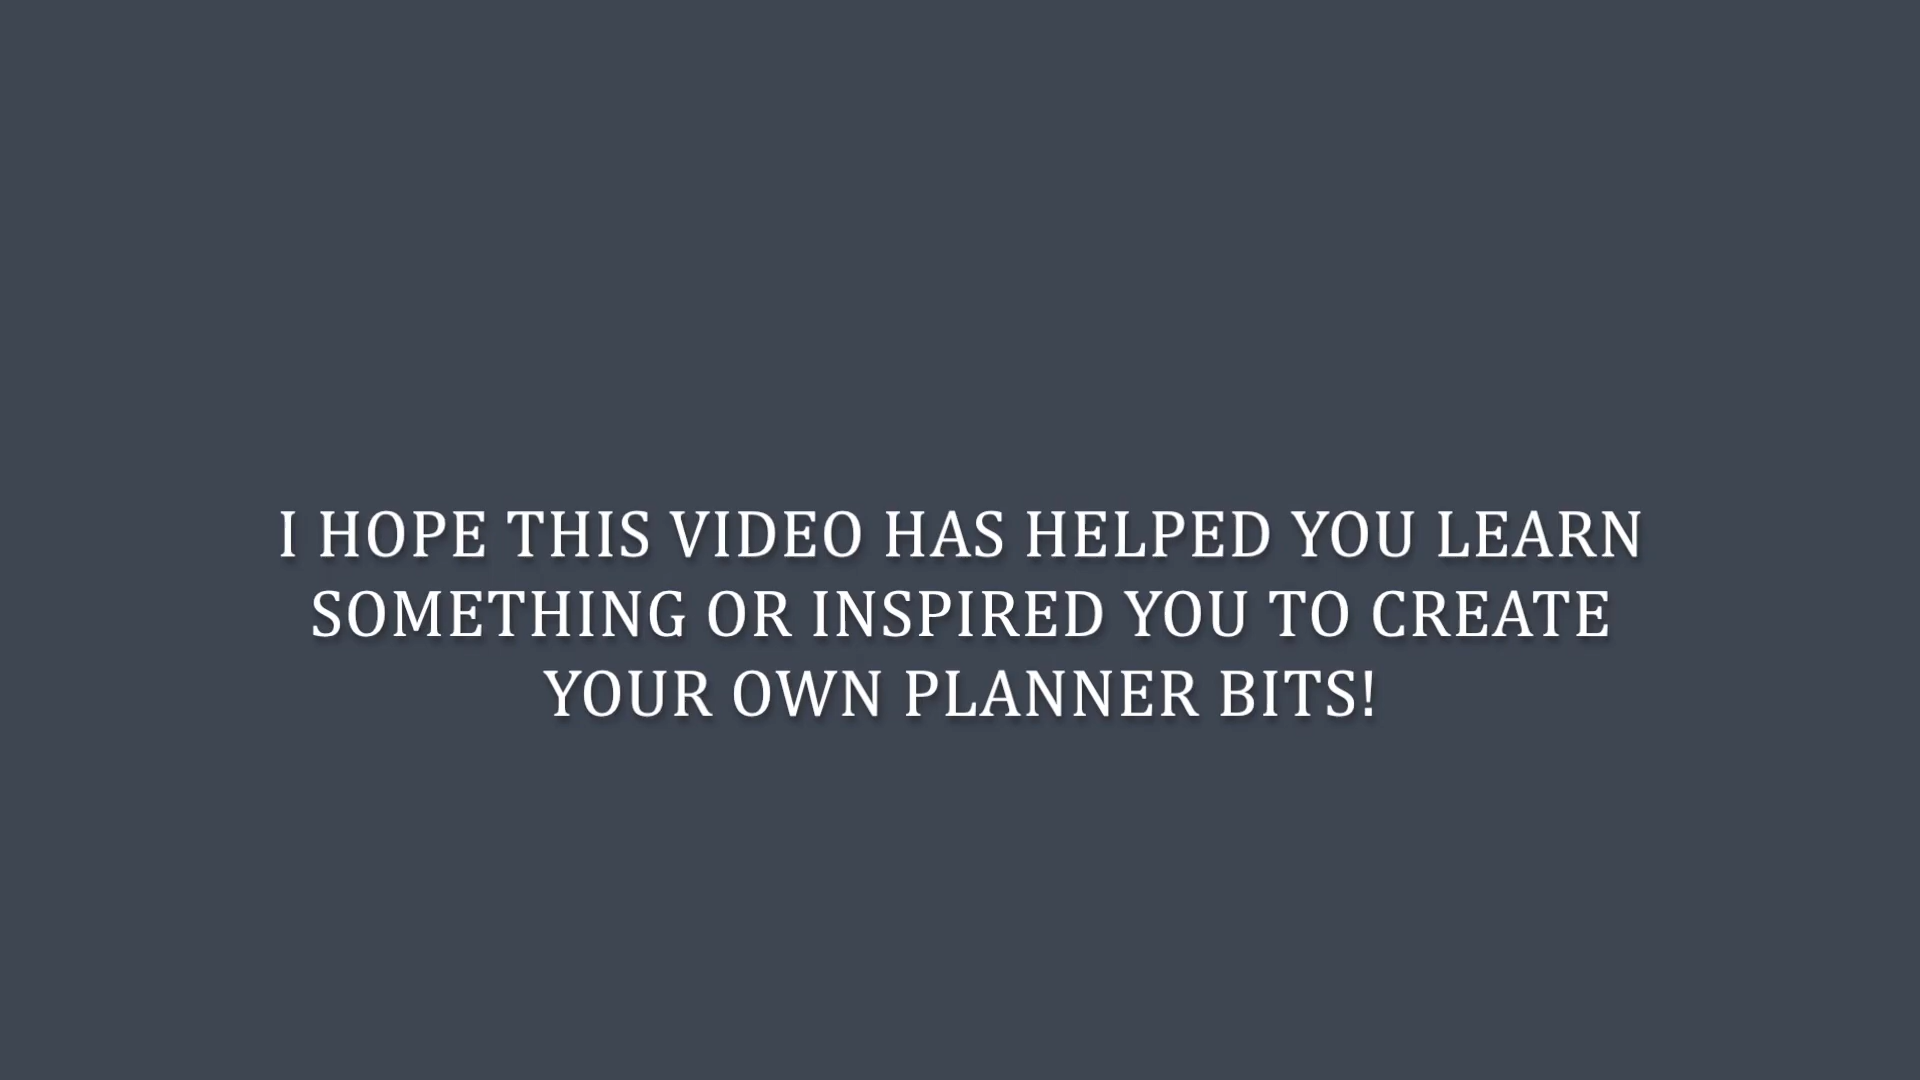 I HOPE THIS VIDEO HAS HELPED YOU LEARN
SOMETHING OR INSPIRED YOU TO CREATE
YOUR OWN PLANNER BITS!